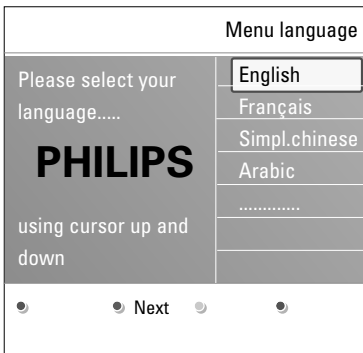 Menu language
Please select your
language.....
PHILIPS
using cursor up and
down
English
Français
Simpl.chinese
Arabic
.............
Next